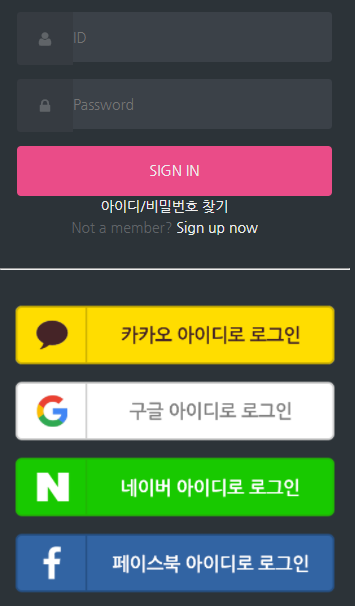 ID
Password
SIGN IN
아이디/비밀번호 찾기
Not a member? Sign up now
카카오 아이디로 로그인
구글 아이디로 로그인
네이버 아이디로 로그인
페이스북 아이디로 로그인